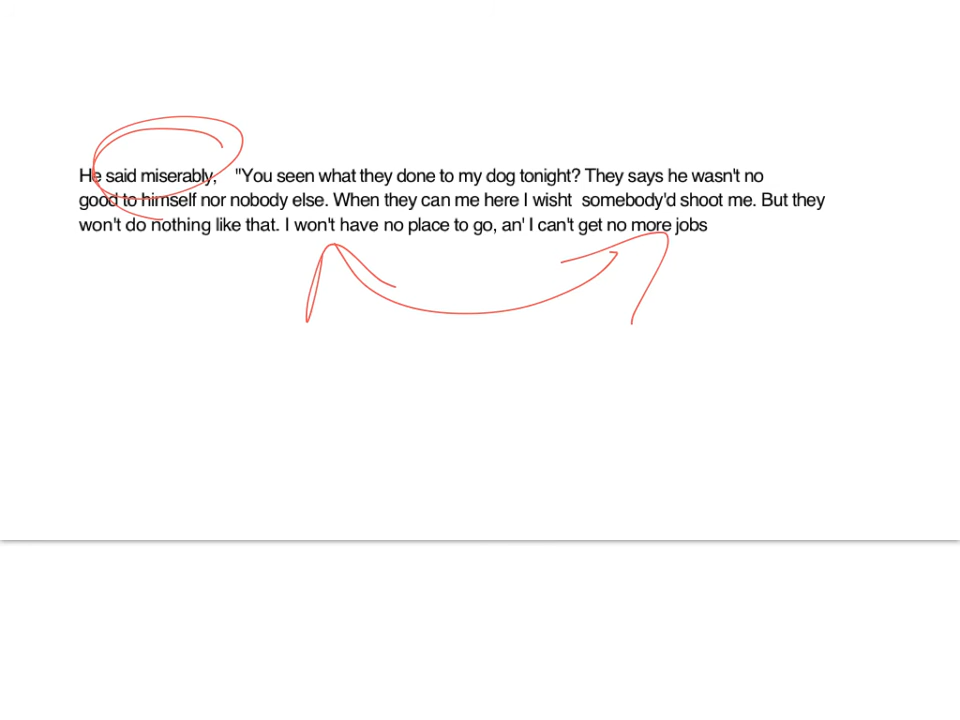 He said miserably, "You seen what they done to my dog tonight? They says he wasn't no
good to himself nor nobody else. When they can me here I wisht somebody'd shoot me. But they
won't do nothing like that. I won't have no place to go, an' I can't get no more jobs